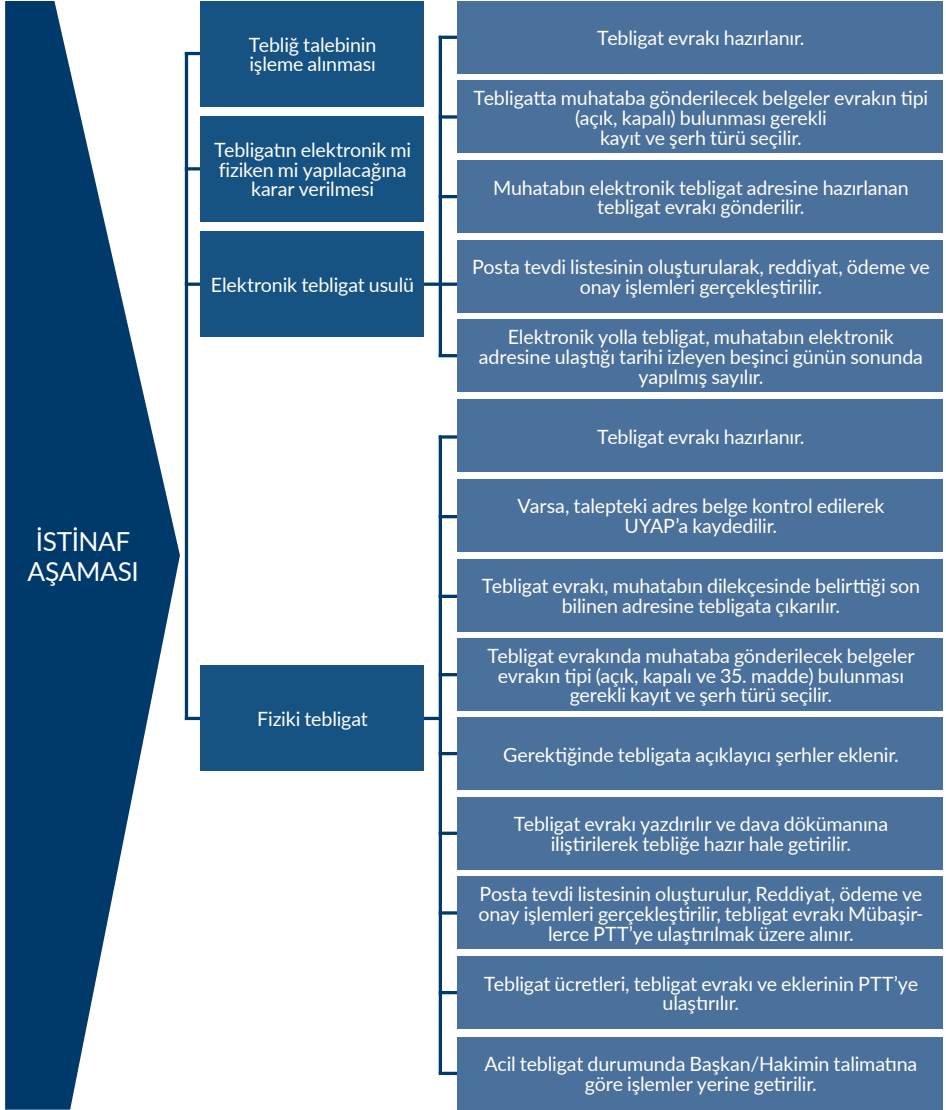 İSTİNAF
AŞAMASI
Tebliğ talebinin
işleme alınması
Tebligatın elektronik mi
fiziken mi yapılacağına
karar verilmesi
Elektronik tebligat usulü
Tebligat evrakı hazırlanır.
Tebligatta muhataba gönderilecek belgeler evrakın tipi
(açık, kapalı) bulunması gerekli
kayıt ve şerh türü seçilir.
Muhatabın elektronik tebligat adresine hazırlanan
tebligat evrakı gönderilir.
Posta tevdi listesinin oluşturularak, reddiyat, ödeme ve
onay işlemleri gerçekleştirilir.
Elektronik yolla tebligat, muhatabın elektronik
adresine ulaştığı tarihi izleyen beşinci günün sonunda
yapılmış sayılır.
Fiziki tebligat
Tebligat evrakı hazırlanır.
Varsa, talepteki adres belge kontrol edilerek
UYAP’a kaydedilir.
Tebligat evrakı, muhatabın dilekçesinde belirttiği son
bilinen adresine tebligata çıkarılır.
Tebligat evrakında muhataba gönderilecek belgeler
evrakın tipi (açık, kapalı ve 35. madde) bulunması
gerekli kayıt ve şerh türü seçilir.
Gerektiğinde tebligata açıklayıcı şerhler eklenir.
Tebligat evrakı yazdırılır ve dava dökümanına
iliştirilerek tebliğe hazır hale getirilir.
Posta tevdi listesinin oluşturulur, Reddiyat, ödeme ve
onay işlemleri gerçekleştirilir, tebligat evrakı Mübaşir-
lerce PTT’ye ulaştırılmak üzere alınır.
Tebligat ücretleri, tebligat evrakı ve eklerinin PTT’ye
ulaştırılır.
Acil tebligat durumunda Başkan/Hakimin talimatına
göre işlemler yerine getirilir.